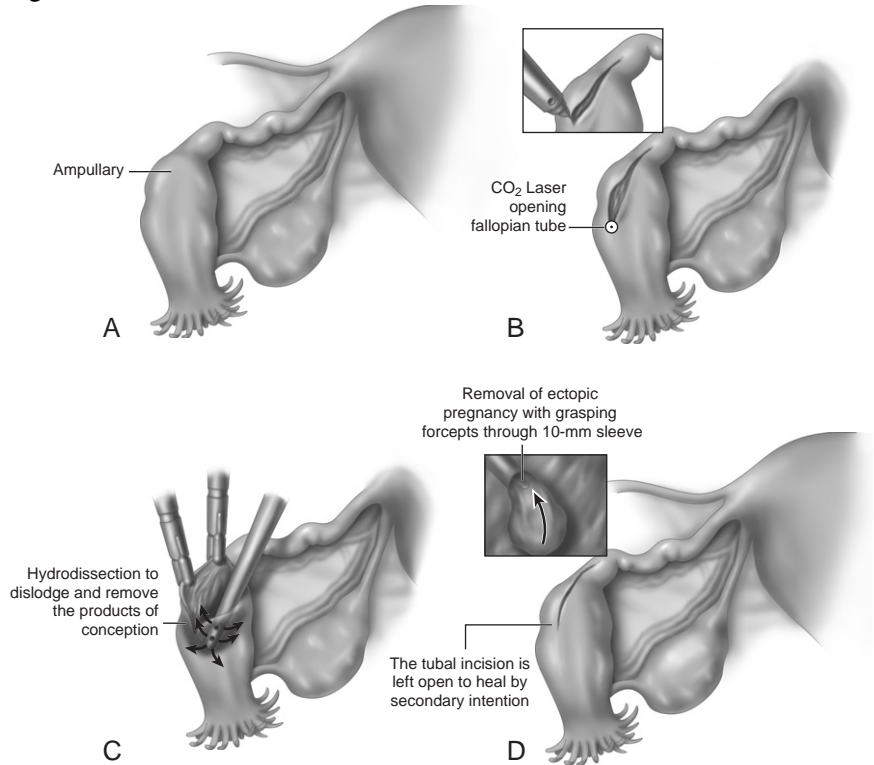 Ampullary
A
CO₂ Laser
opening
fallopian tube
B
Hydrodissection to
dislodge and remove
the products of
conception
C
Removal of ectopic
pregnancy with grasping
forcepts through 10-mm sleeve
The tubal incision is
left open to heal by
secondary intention
D